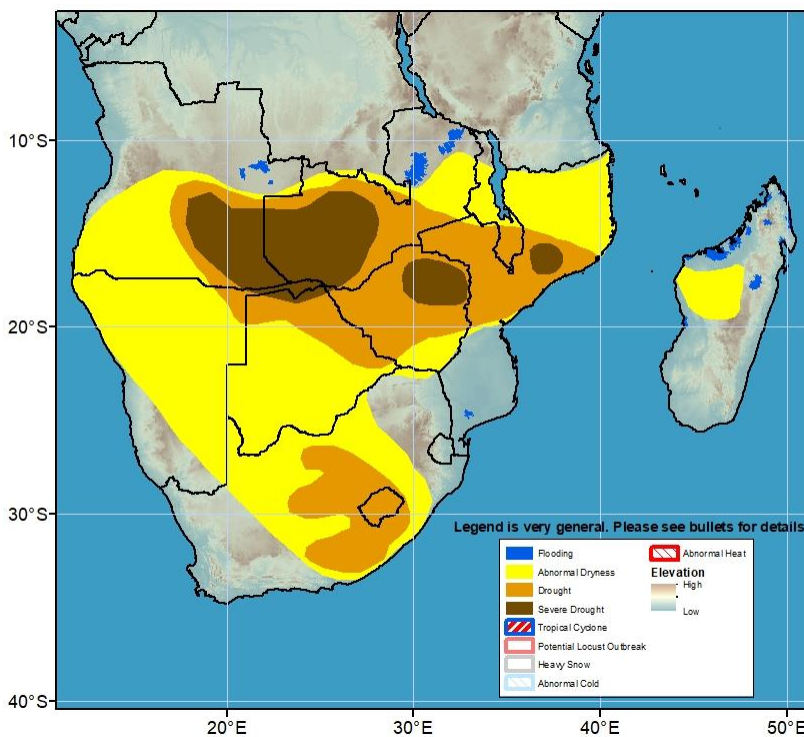 10°S
20°S
30°S
40°S
20°E
30°E
40°E
50°E
Legend is very general. Please see bullets for details
Flooding
Abnormal Dryness
Drought
Severe Drought
Tropical Cyclone
Potential Locust Outbreak
Heavy Snow
Abnormal Cold
Abnormal Heat
Elevation
High
Low